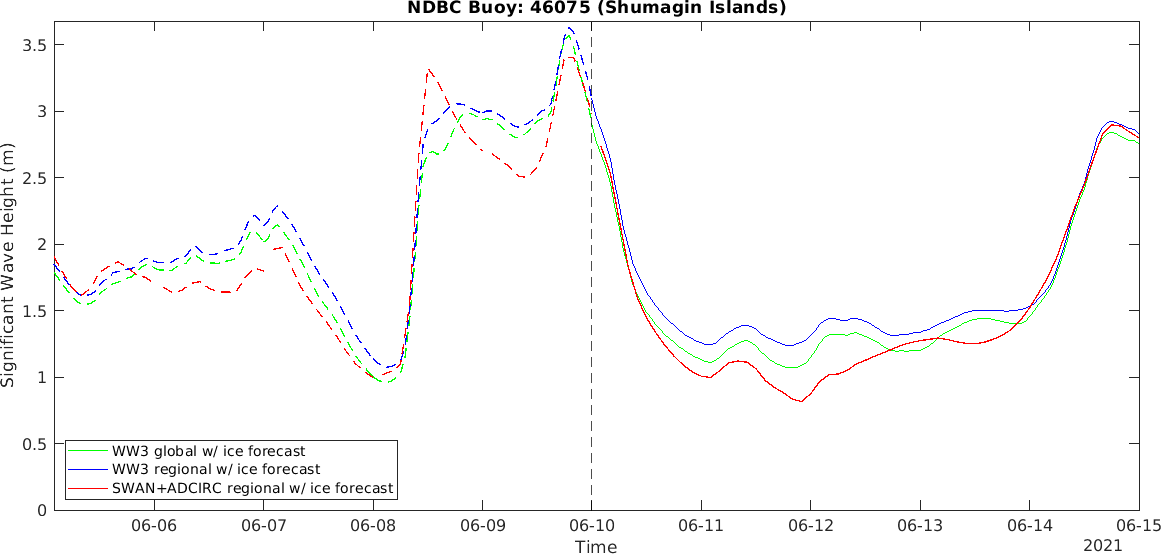 NDBC Buoy: 46075 (Shumagin Islands)
Significant Wave Height (m)
3.5
3
2.5
2
1.5
1
0.5
0
WW3 global w/ ice forecast
WW3 regional w/ ice forecast
SWAN+ADCIRC regional w/ ice forecast
06-06 06-07 06-08 06-09 06-10 06-11 06-12 06-13 06-14 06-15
Time
2021